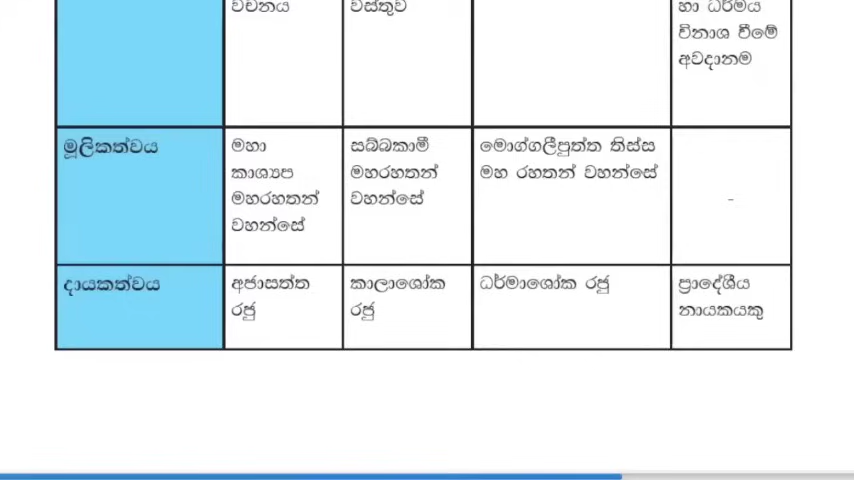 වචනය
වස්තුව
හා ධර්මය
විනාශ වීමේ
අවදානම
මූලිකත්වය
මහා
කාශ්‍යප
මහරහතන්
වහන්සේ
සබ්බකාමී
මහරහතන්
වහන්සේ
මොග්ගලීපුත්ත තිස්ස
මහ රහතන් වහන්සේ
-
දායකත්වය
අජාසත්ත
රජු
කාලාශෝක
රජු
ධර්මාශෝක රජු
ප්‍රාදේශීය
නායකයකු